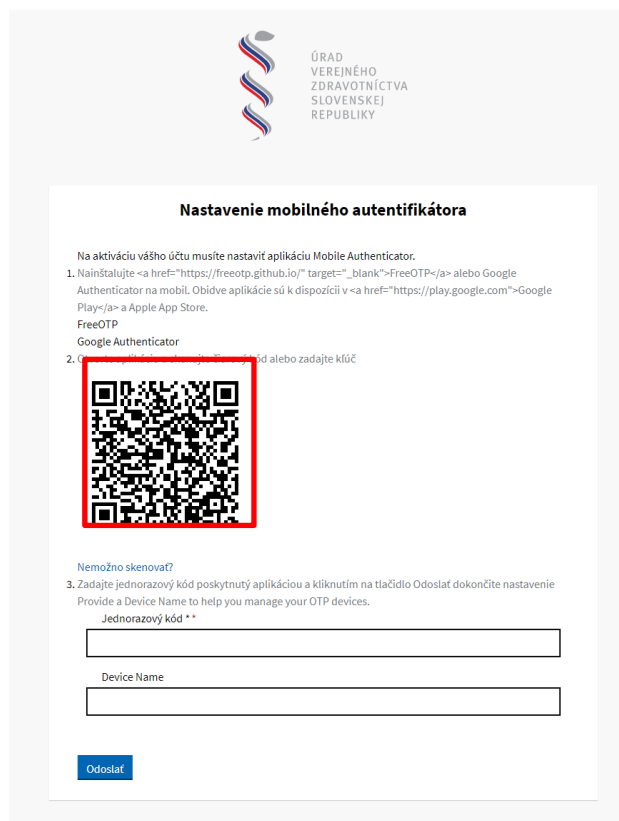 ÚRAD
VEREJNÉHO
ZDRAVOTNÍCTVA
SLOVENSKEJ
REPUBLIKY
Nastavenie mobilného autentifikátora
Na aktiváciu vášho účtu musíte nastaviť aplikáciu Mobile Authenticator.
1. Nainštalujte <a href="https://freeotp.github.io/" target="_blank">FreeOTP</a> alebo Google
Authenticator na mobil. Obidve aplikácie sú k dispozícii v <a href="https://play.google.com">Google
Play</a> a Apple App Store.
FreeOTP
Google Authenticator
2. kód alebo zadajte kľúč
Nemožno skenovať?
3. Zadajte jednorazový kód poskytnutý aplikáciou a kliknutím na tlačidlo Odoslať dokončite nastavenie
Provide a Device Name to help you manage your OTP devices.
Jednorazový kód * *
Device Name
Odoslať